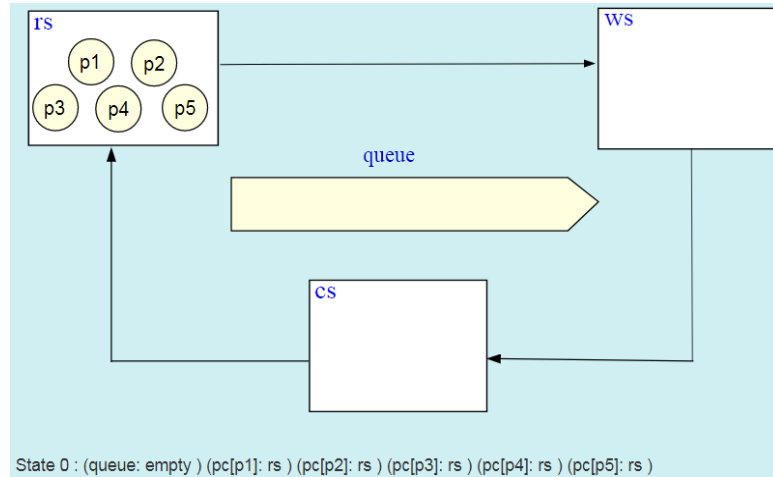 rs
ws
p1 p2
p3 p4 p5
queue
cs
State 0 : (queue: empty ) (pc[p1]: rs ) (pc[p2]: rs ) (pc[p3]: rs ) (pc[p4]: rs ) (pc[p5]: rs )